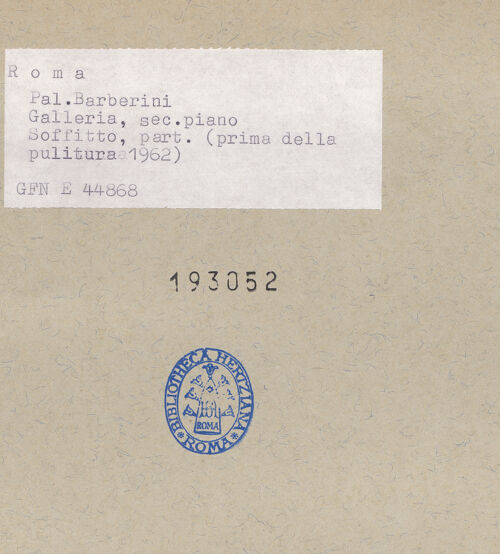 R o m a
Pal.Barberini
Galleria, sec.piano
Soffitto, part. (prima della
pulitura 1962)
GFN E 44868
193052
BIBLIOTHECA HERTZIANA
ROMA
* ROMA *